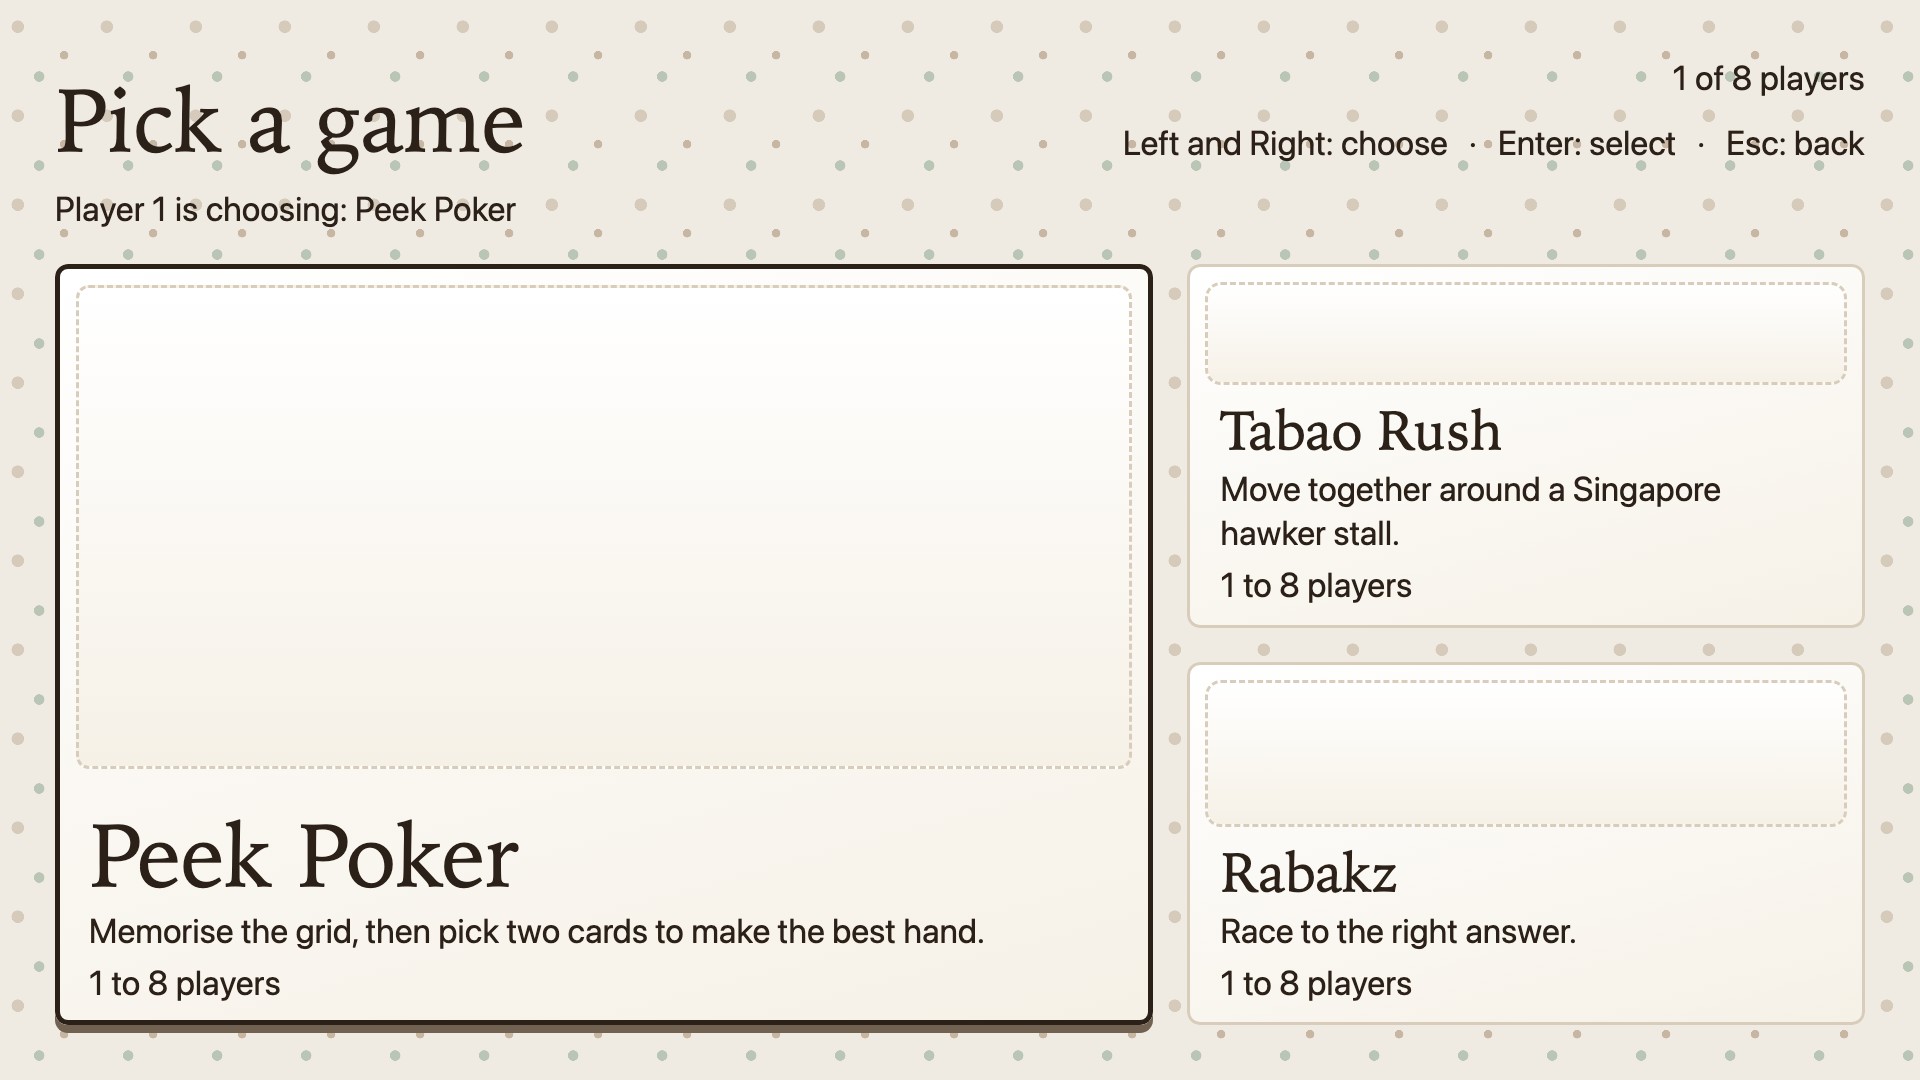 Pick a game
Player 1 is choosing: Peek Poker
1 of 8 players
Left and Right: choose · Enter: select · Esc: back
Peek Poker
Memorise the grid, then pick two cards to make the best hand.
1 to 8 players
Tabao Rush
Move together around a Singapore
hawker stall.
1 to 8 players
Rabakz
Race to the right answer.
1 to 8 players